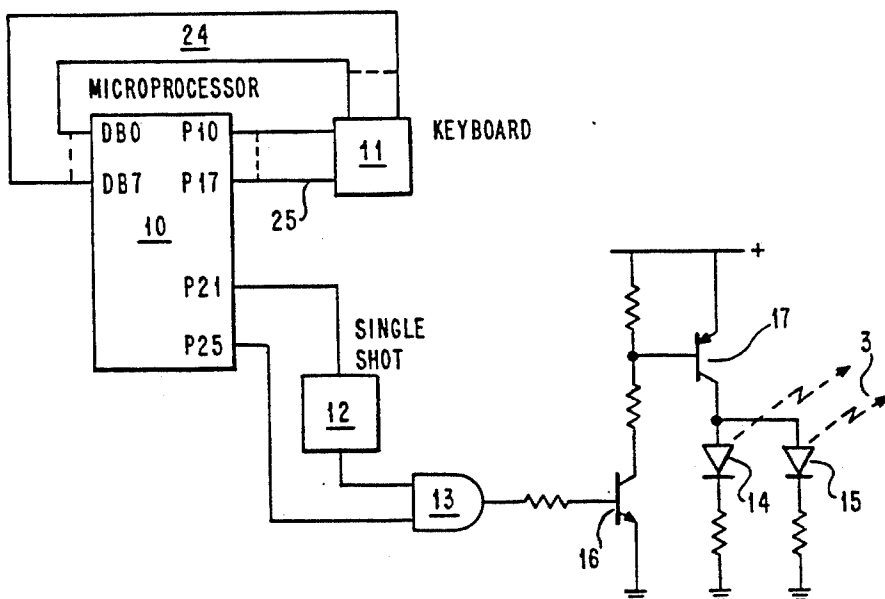 24
MICROPROCESSOR
DB0 P10
KEYBOARD
11
DB7 P17
25
10
P21
+
SINGLE
SHOT
17
3
P25
12
13
14
15
16